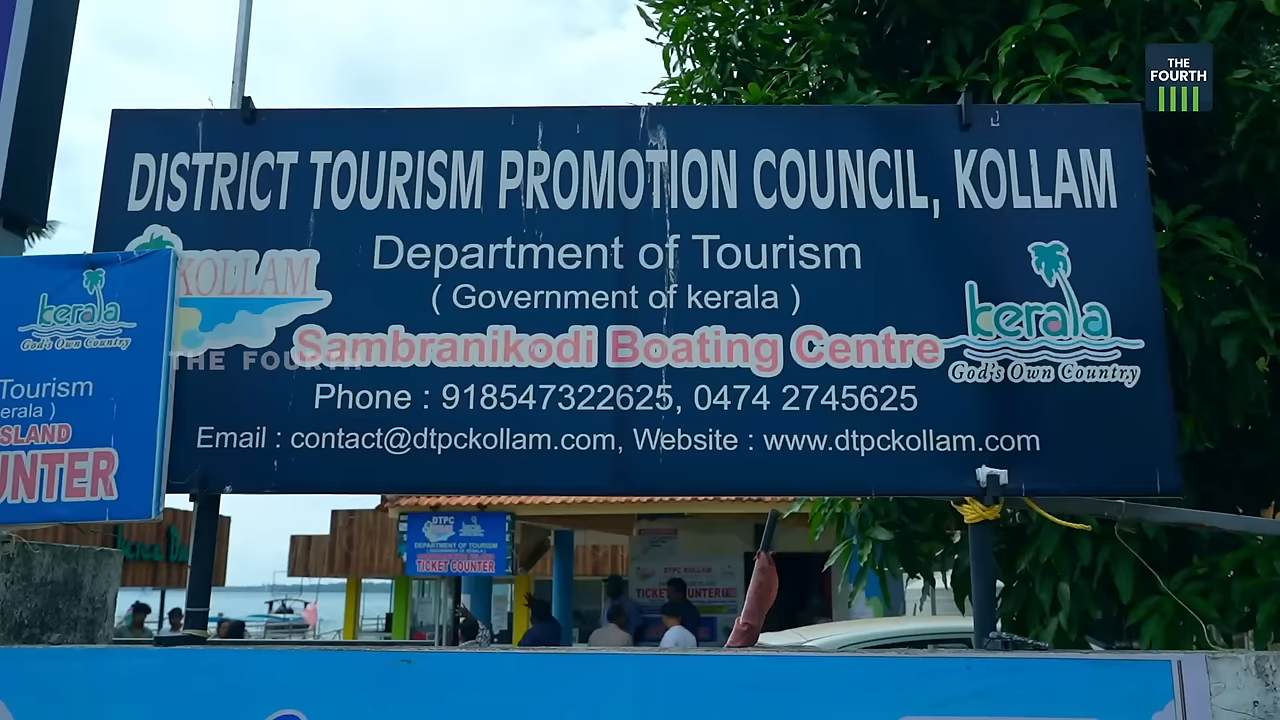 THE
FOURTH
DISTRICT TOURISM PROMOTION COUNCIL, KOLLAM
Department of Tourism
( Government of kerala )
KOLLAM
Sambranikodi Boating Centre
THE FOURTH
Phone : 918547322625, 0474 2745625
Email : contact@dtpckollam.com, Website : www.dtpckollam.com
kerala
God's Own Country
kerala
God's Own Country
Tourism
erala )
SLAND
UNTER
DTPC
DEPARTMENT OF TOURISM
TICKET COUNTER
DTPC KOLLAM
TICKET COUNTER